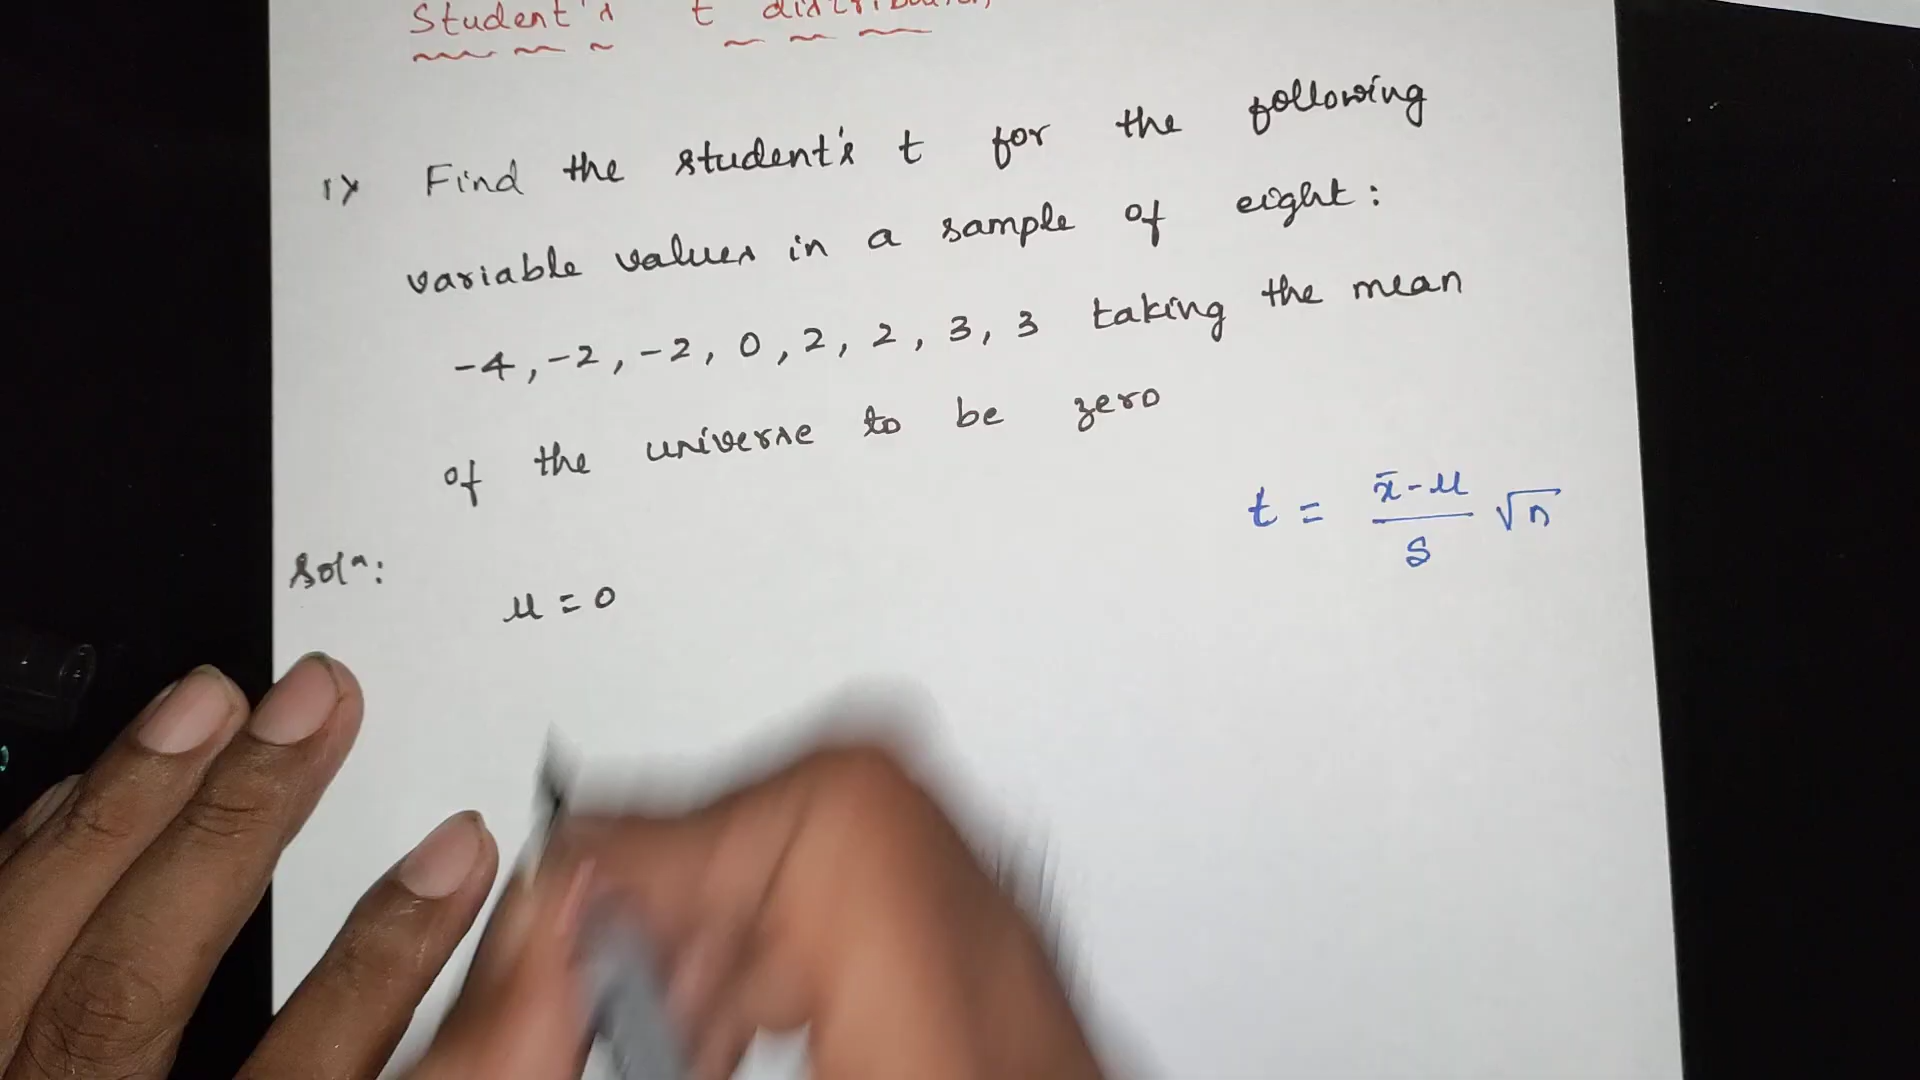 Student's t distribution
1) Find the student's t for the following
variable values in a sample of eight:
-4, -2, -2, 0, 2, 2, 3, 3 taking the mean
of the universe to be zero
t = x̄-μ/s √n
Solⁿ:
μ = 0